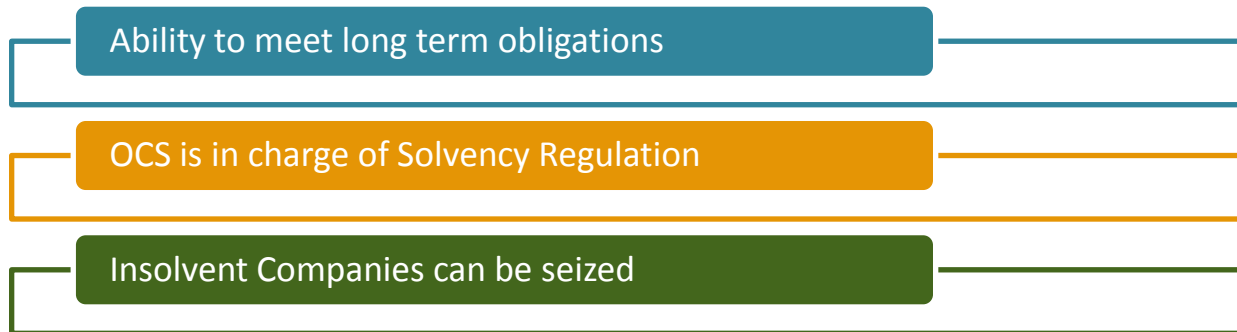 Ability to meet long term obligations
OCS is in charge of Solvency Regulation
Insolvent Companies can be seized